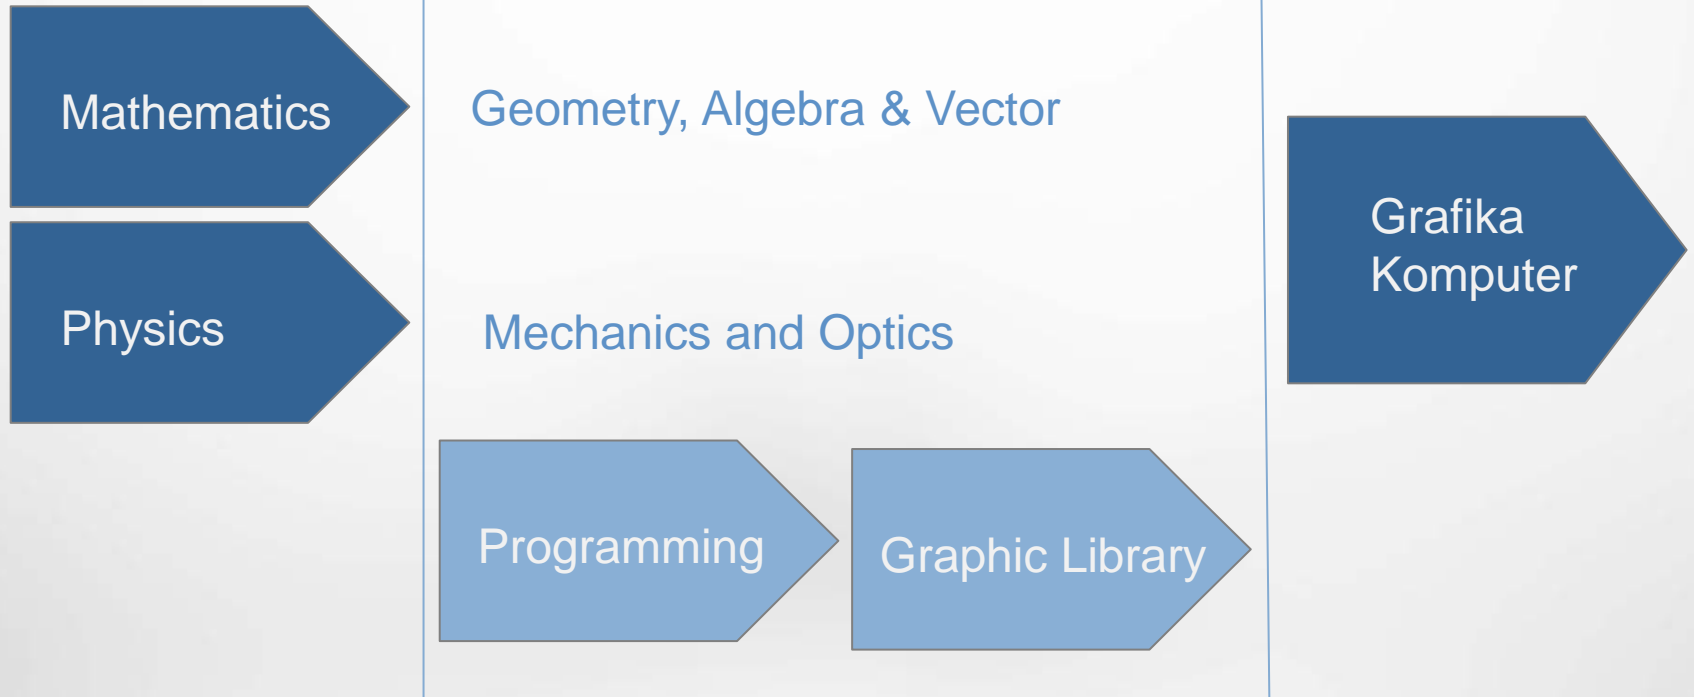 Mathematics
Geometry, Algebra & Vector
Physics
Mechanics and Optics
Programming
Graphic Library
Grafika
Komputer